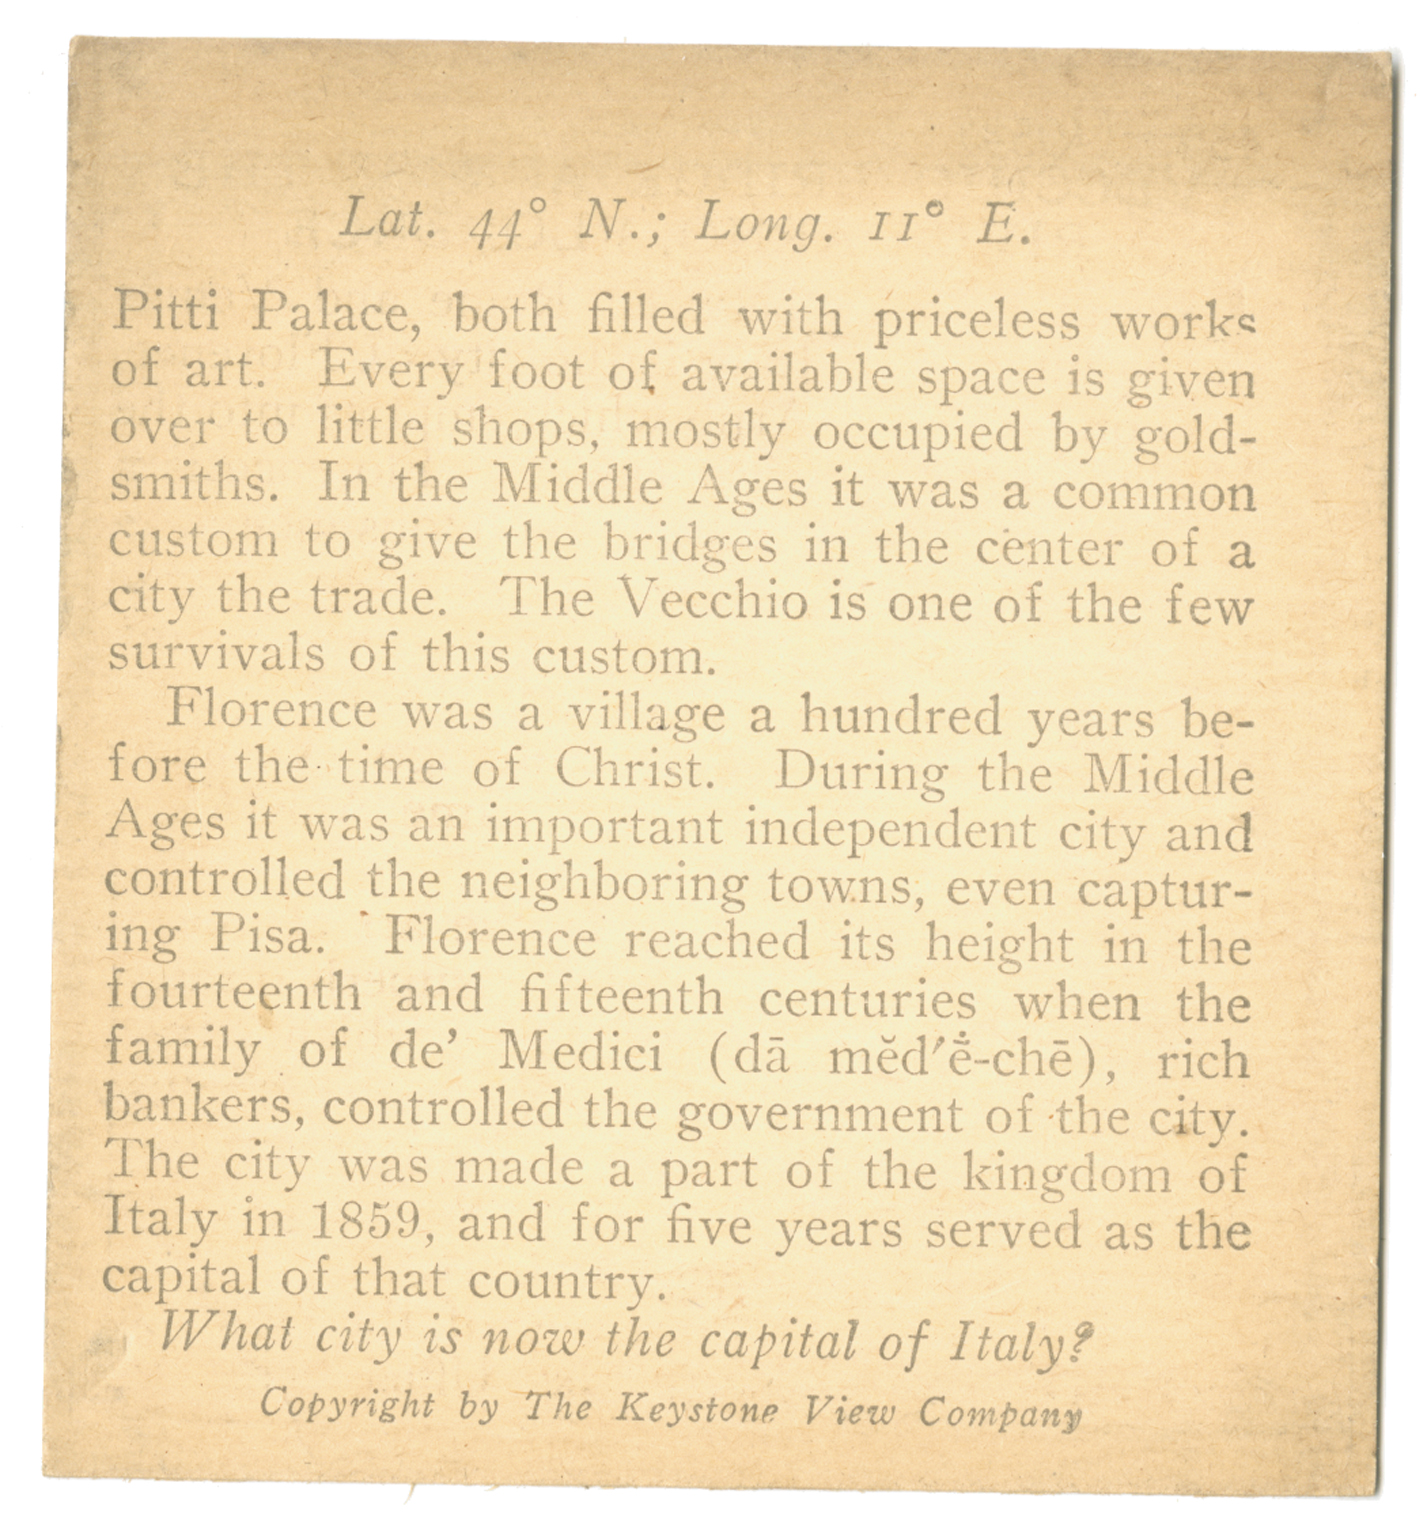 Lat. 44° N.; Long. 11° E.
Pitti Palace, both filled with priceless works
of art. Every foot of available space is given
over to little shops, mostly occupied by gold-
smiths. In the Middle Ages it was a common
custom to give the bridges in the center of a
city the trade. The Vecchio is one of the few
survivals of this custom.
Florence was a village a hundred years be-
fore the time of Christ. During the Middle
Ages it was an important independent city and
controlled the neighboring towns, even captur-
ing Pisa. Florence reached its height in the
fourteenth and fifteenth centuries when the
family of de’ Medici (dā mĕd′ė̄-chē), rich
bankers, controlled the government of the city.
The city was made a part of the kingdom of
Italy in 1859, and for five years served as the
capital of that country.
What city is now the capital of Italy?
Copyright by The Keystone View Company